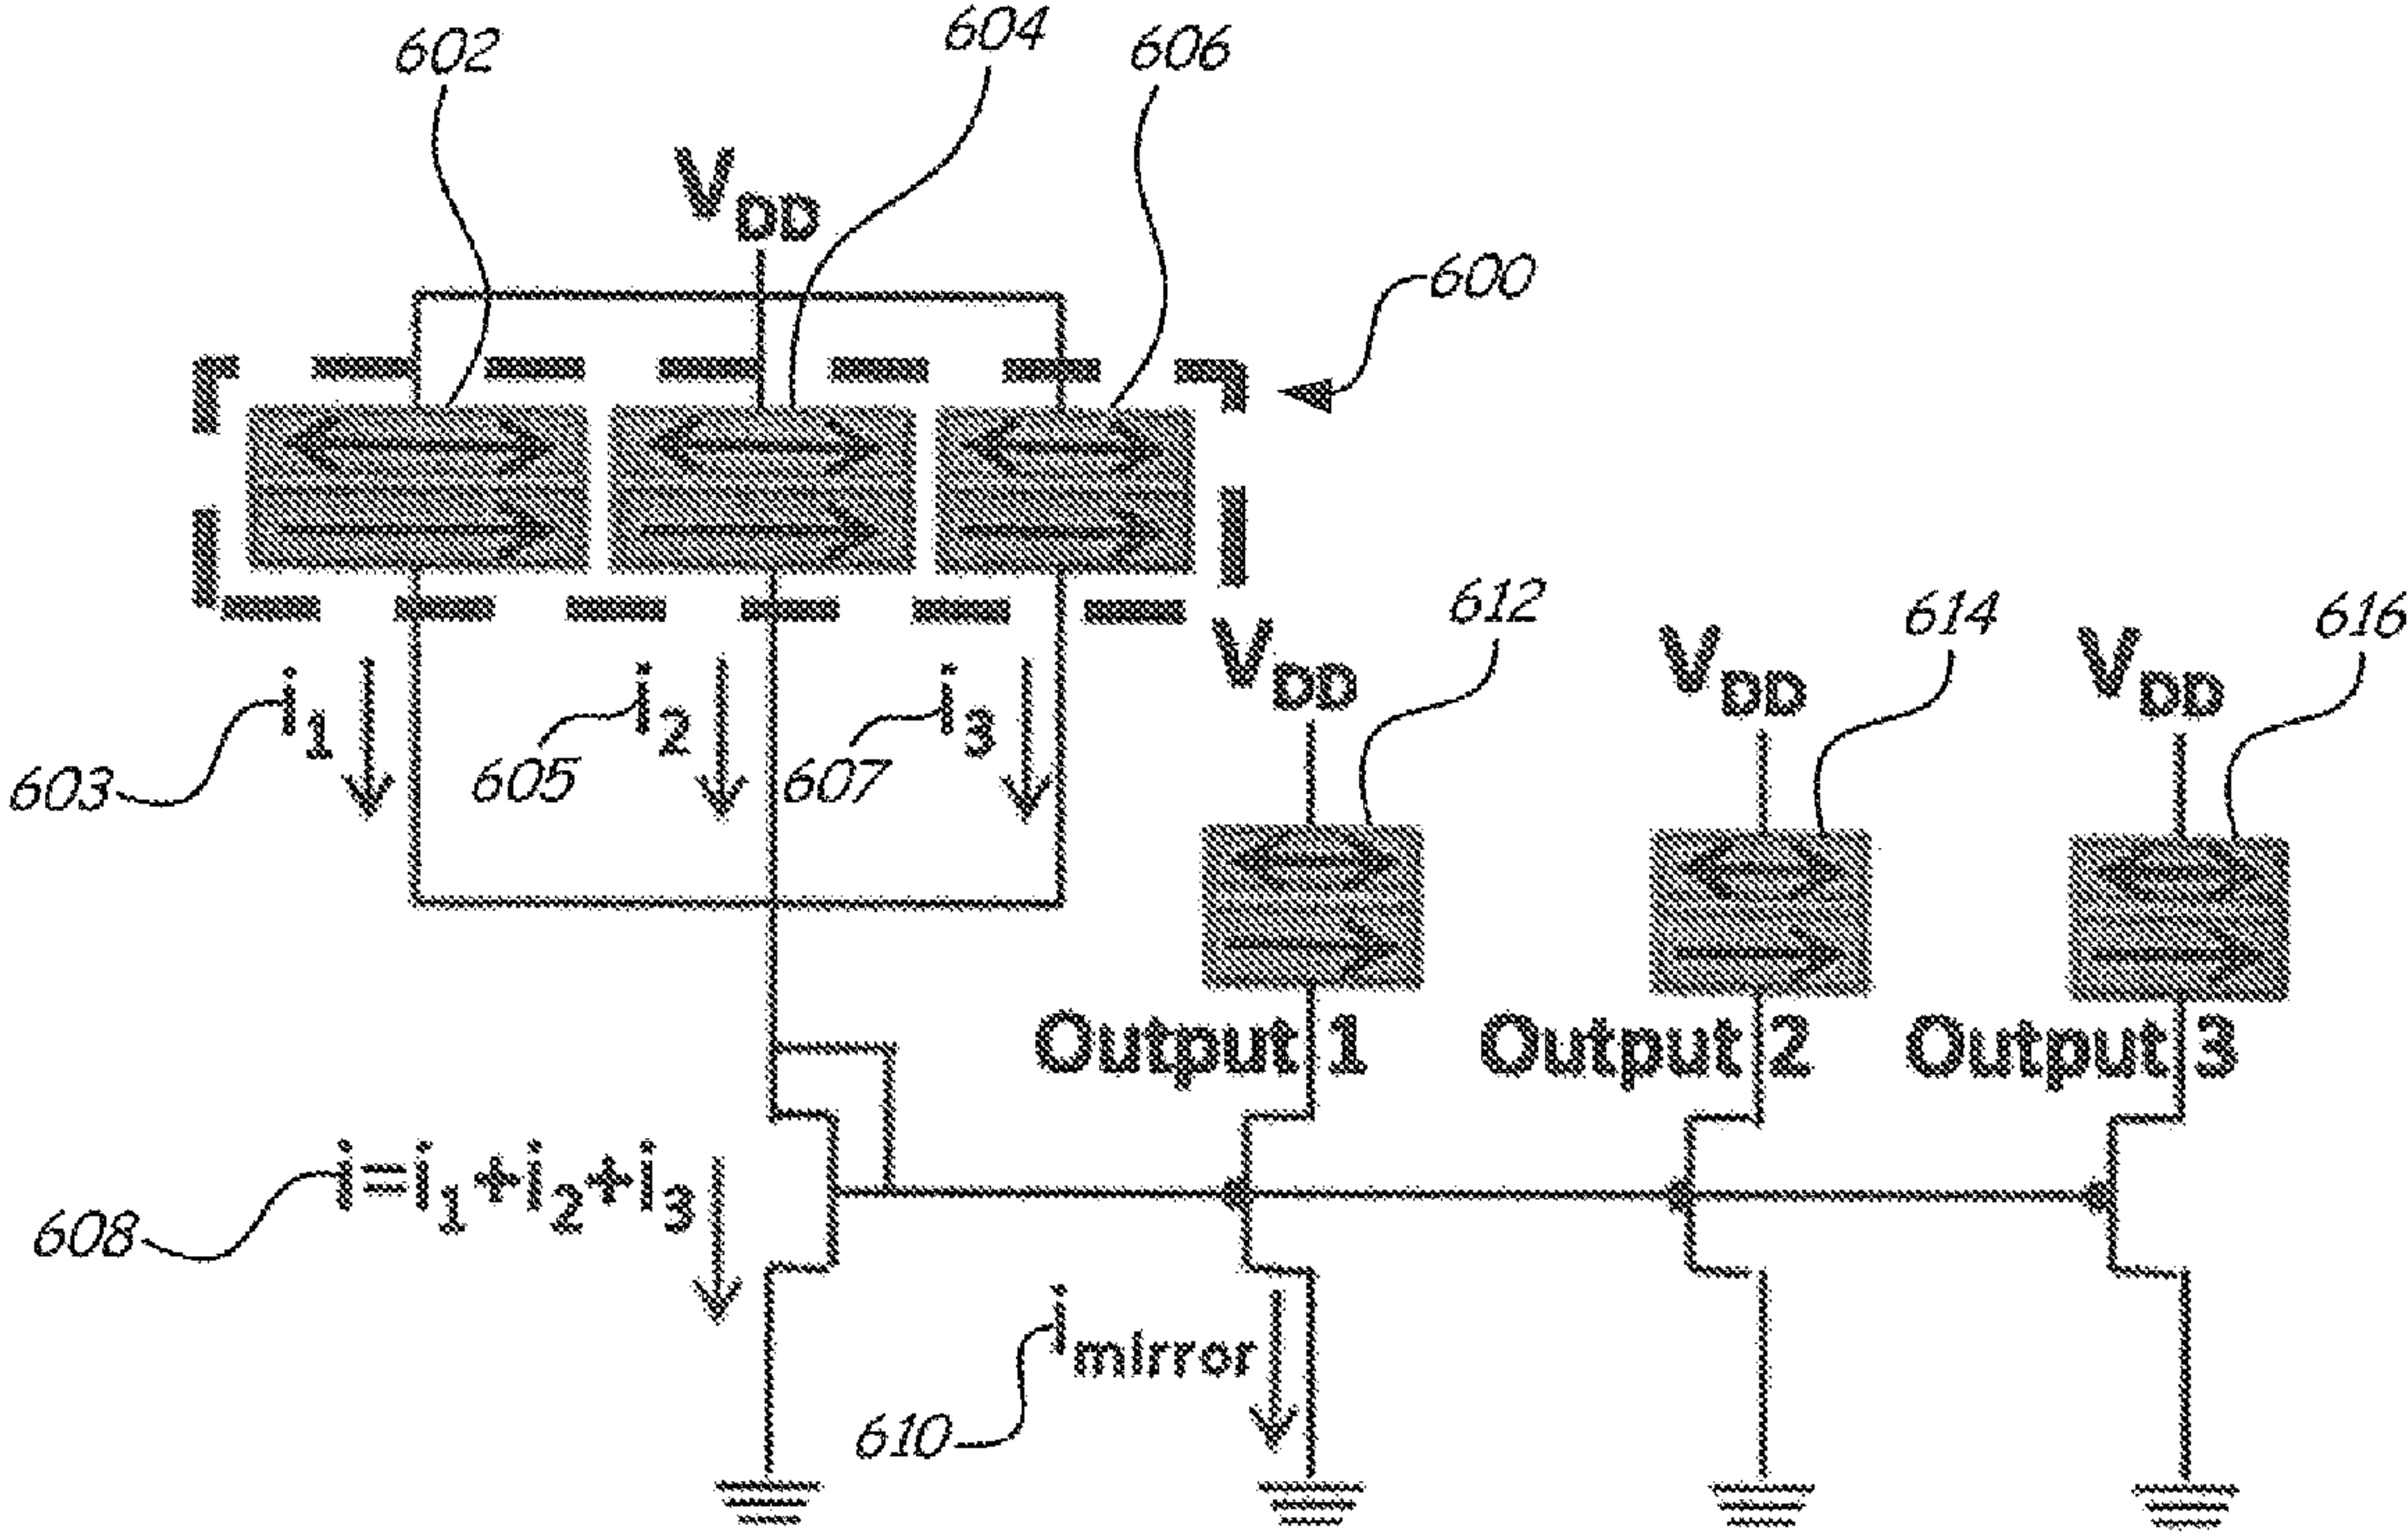 602
604
606
VDD
600
i1
i2
i3
603
605
607
VDD
612
VDD
614
VDD
616
Output 1
Output 2
Output 3
i=i1+i2+i3
608
imirror
610